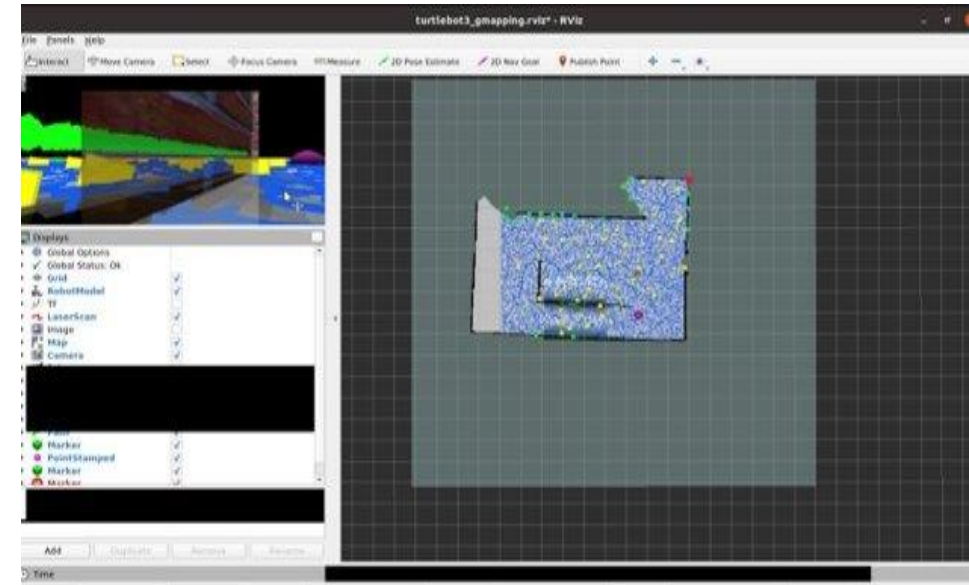 turtlebot3_gmapping.rviz* - RViz
File Panels Help
Interact Move Camera Select Focus Camera Measure 2D Pose Estimate 2D Nav Goal Publish Point
Displays
Global Options
Global Status: Ok
Grid
RobotModel
TF
LaserScan
Image
Map
Camera
Path
Marker
PointStamped
Marker
Marker
Add Duplicate Remove Rename
Time